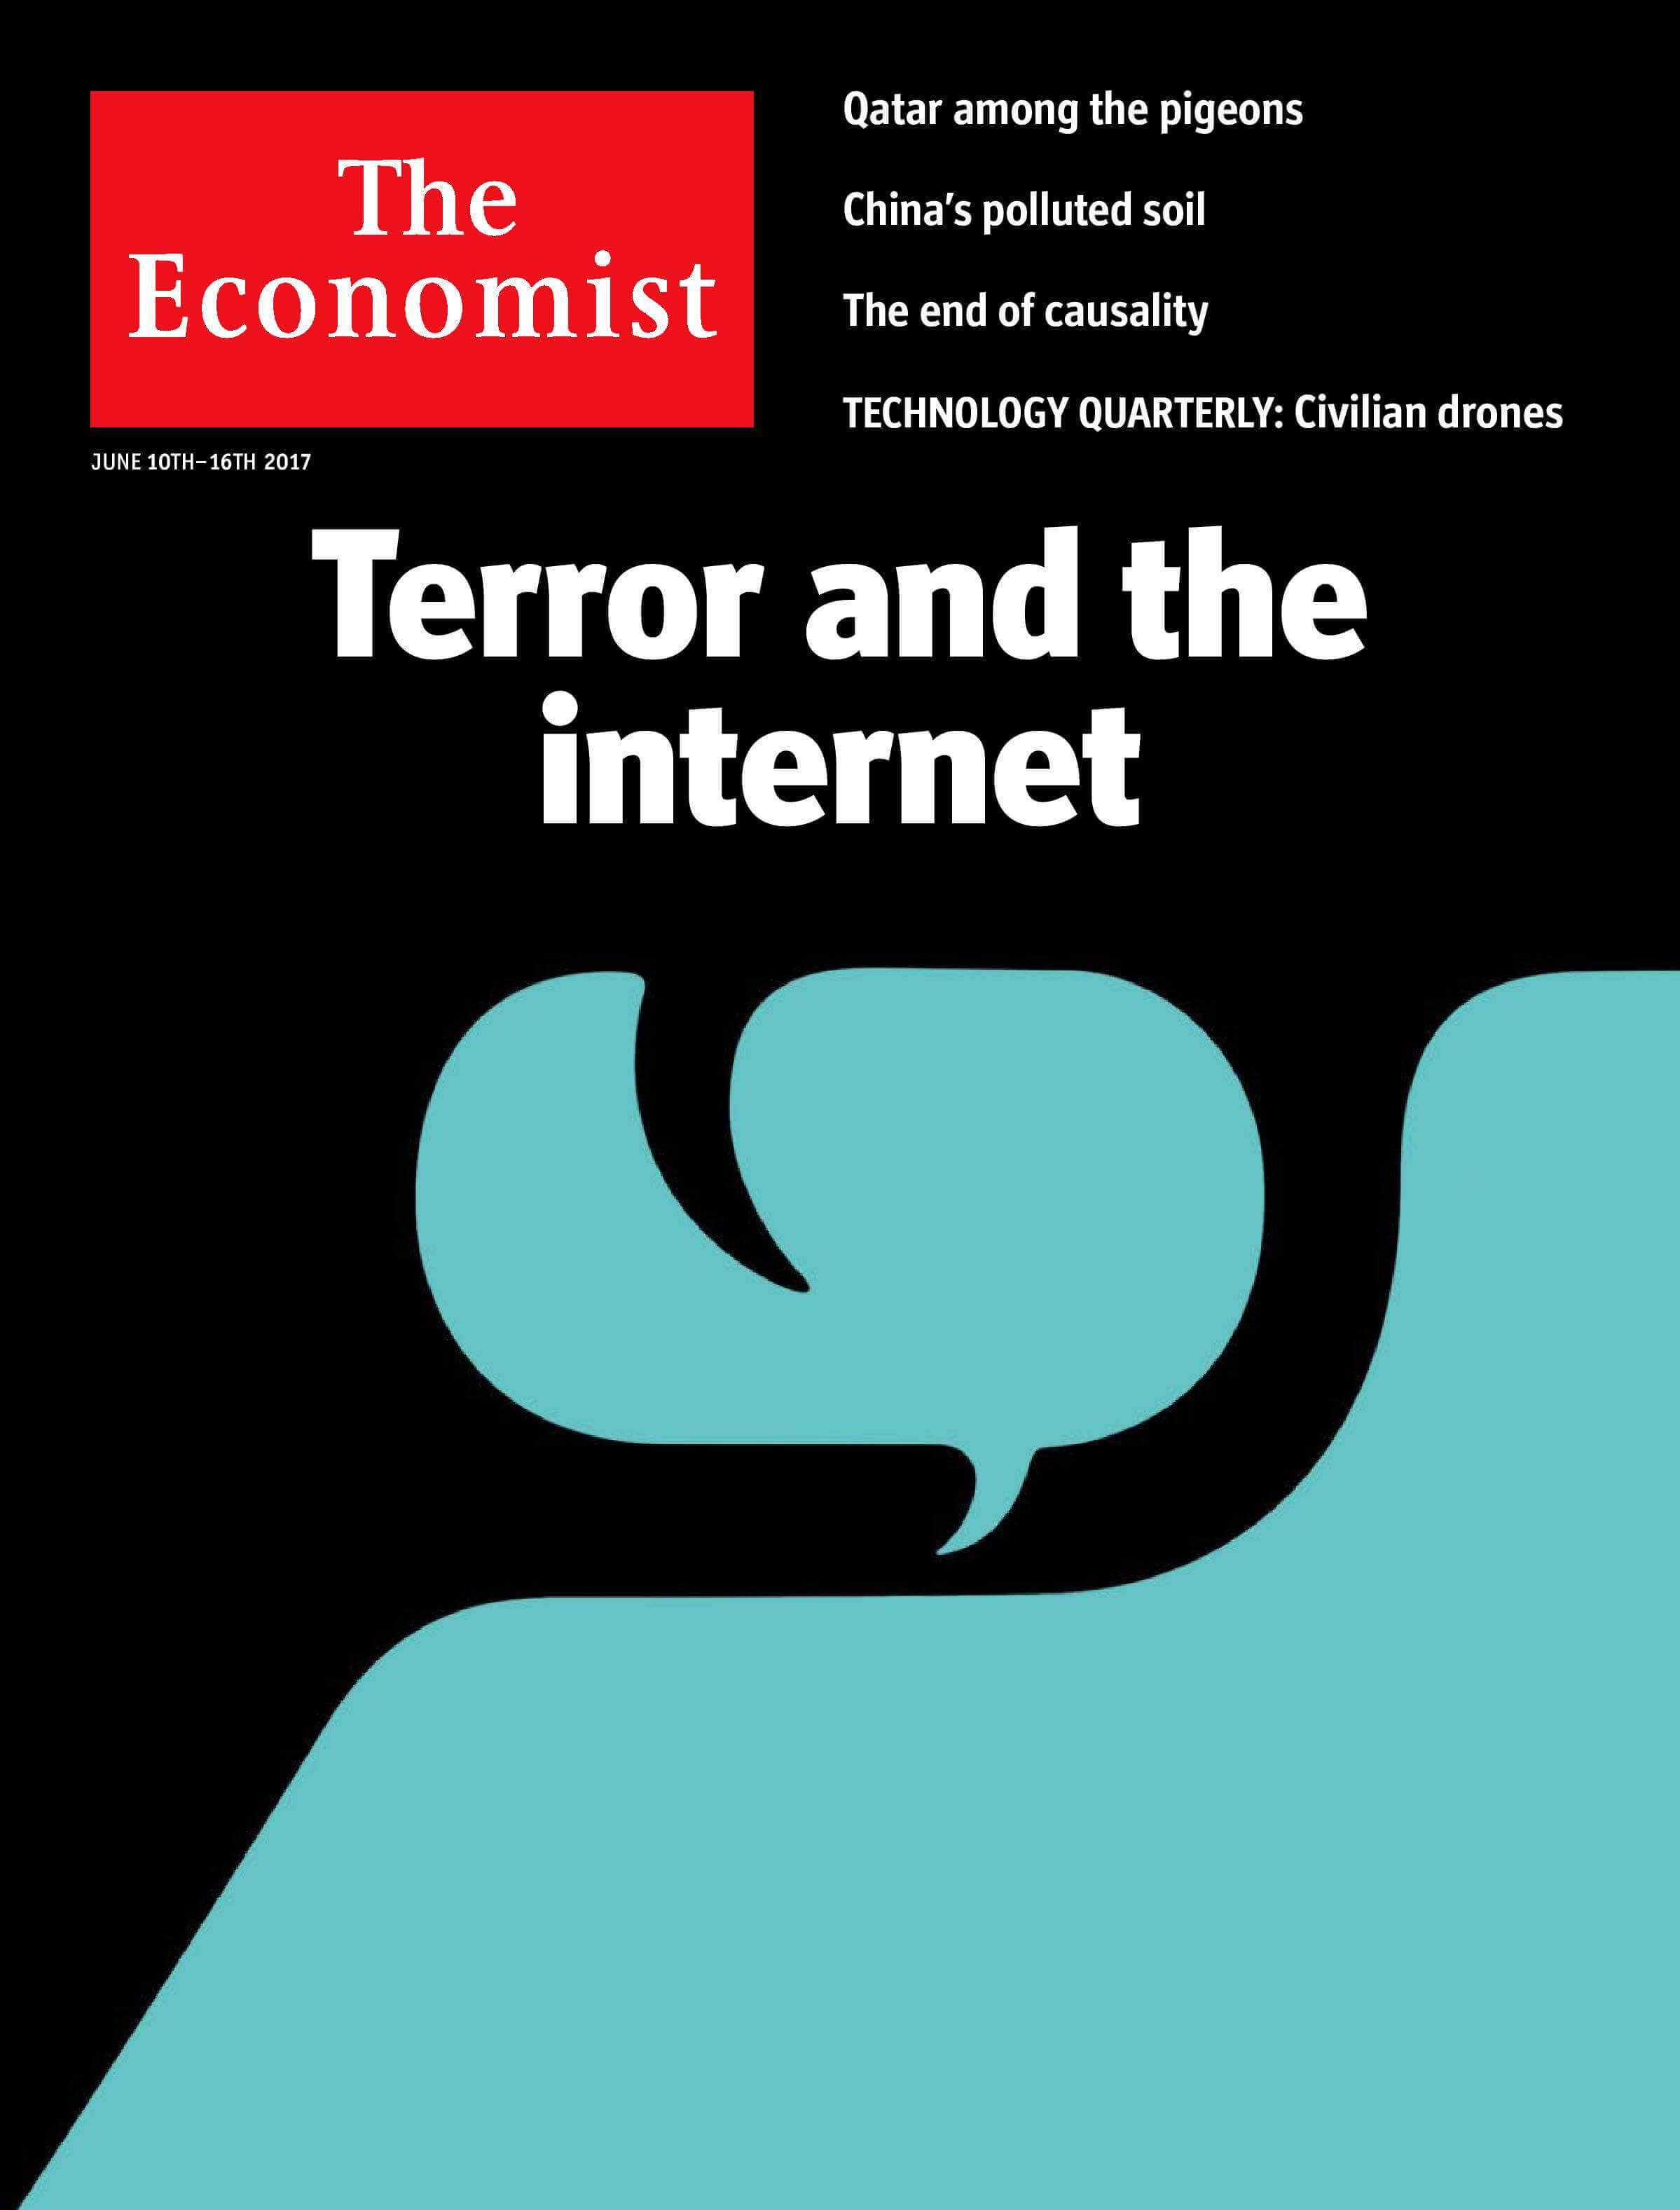 The
Economist
JUNE 10TH–16TH 2017
Qatar among the pigeons
China's polluted soil
The end of causality
TECHNOLOGY QUARTERLY: Civilian drones
Terror and the
internet